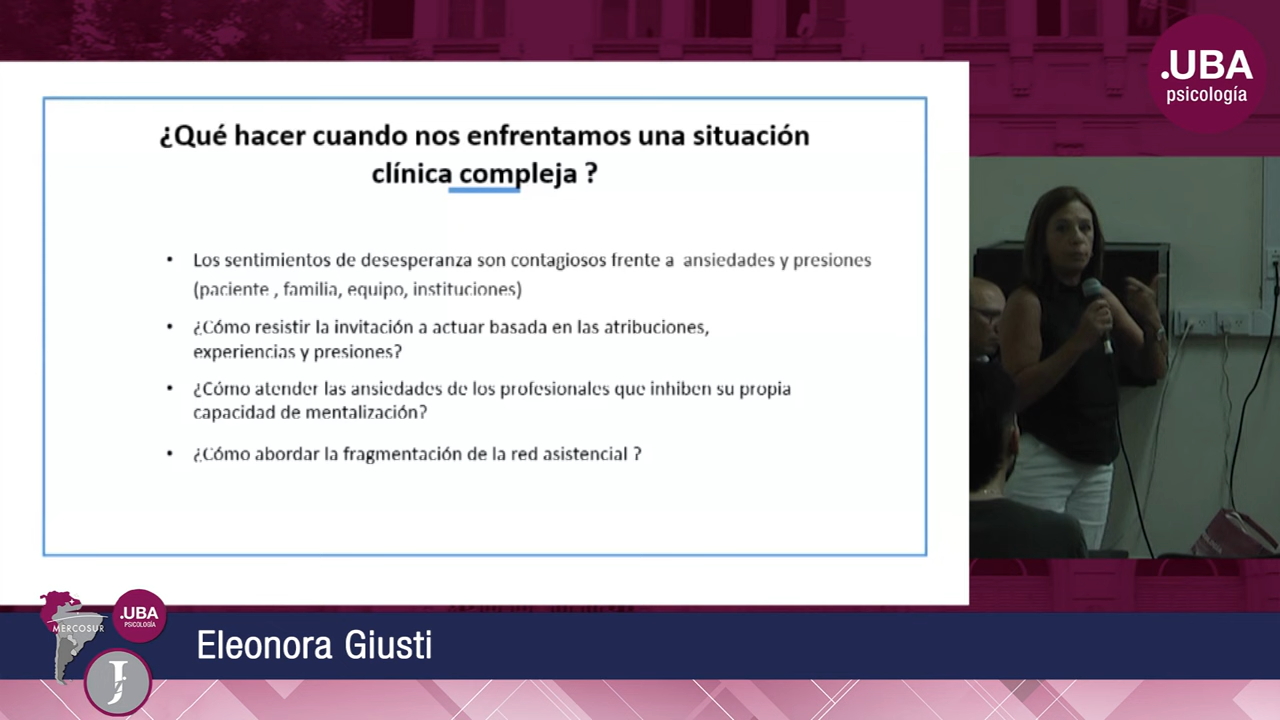 .UBA
psicología
¿Qué hacer cuando nos enfrentamos una situación
clínica compleja ?
• Los sentimientos de desesperanza son contagiosos frente a ansiedades y presiones
(paciente , familia, equipo, instituciones)
• ¿Cómo resistir la invitación a actuar basada en las atribuciones,
experiencias y presiones?
• ¿Cómo atender las ansiedades de los profesionales que inhiben su propia
capacidad de mentalización?
• ¿Cómo abordar la fragmentación de la red asistencial ?
.UBA
PSICOLOGÍA
MERCOSUR
J
Eleonora Giusti